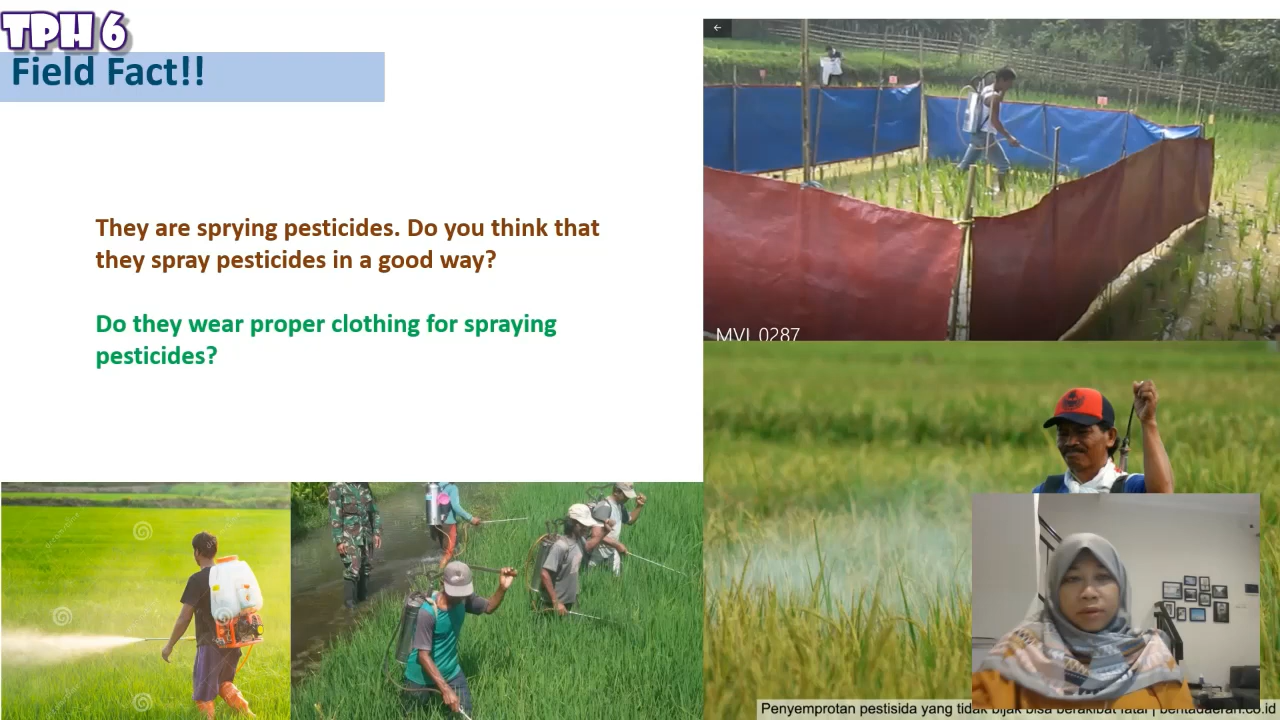 TPH 6
Field Fact!!
They are sprying pesticides. Do you think that
they spray pesticides in a good way?
Do they wear proper clothing for spraying
pesticides?
MVI_0287
Penyemprotan pestisida yang tidak bijak bisa berakibat fatal | beritadaerah.co.id